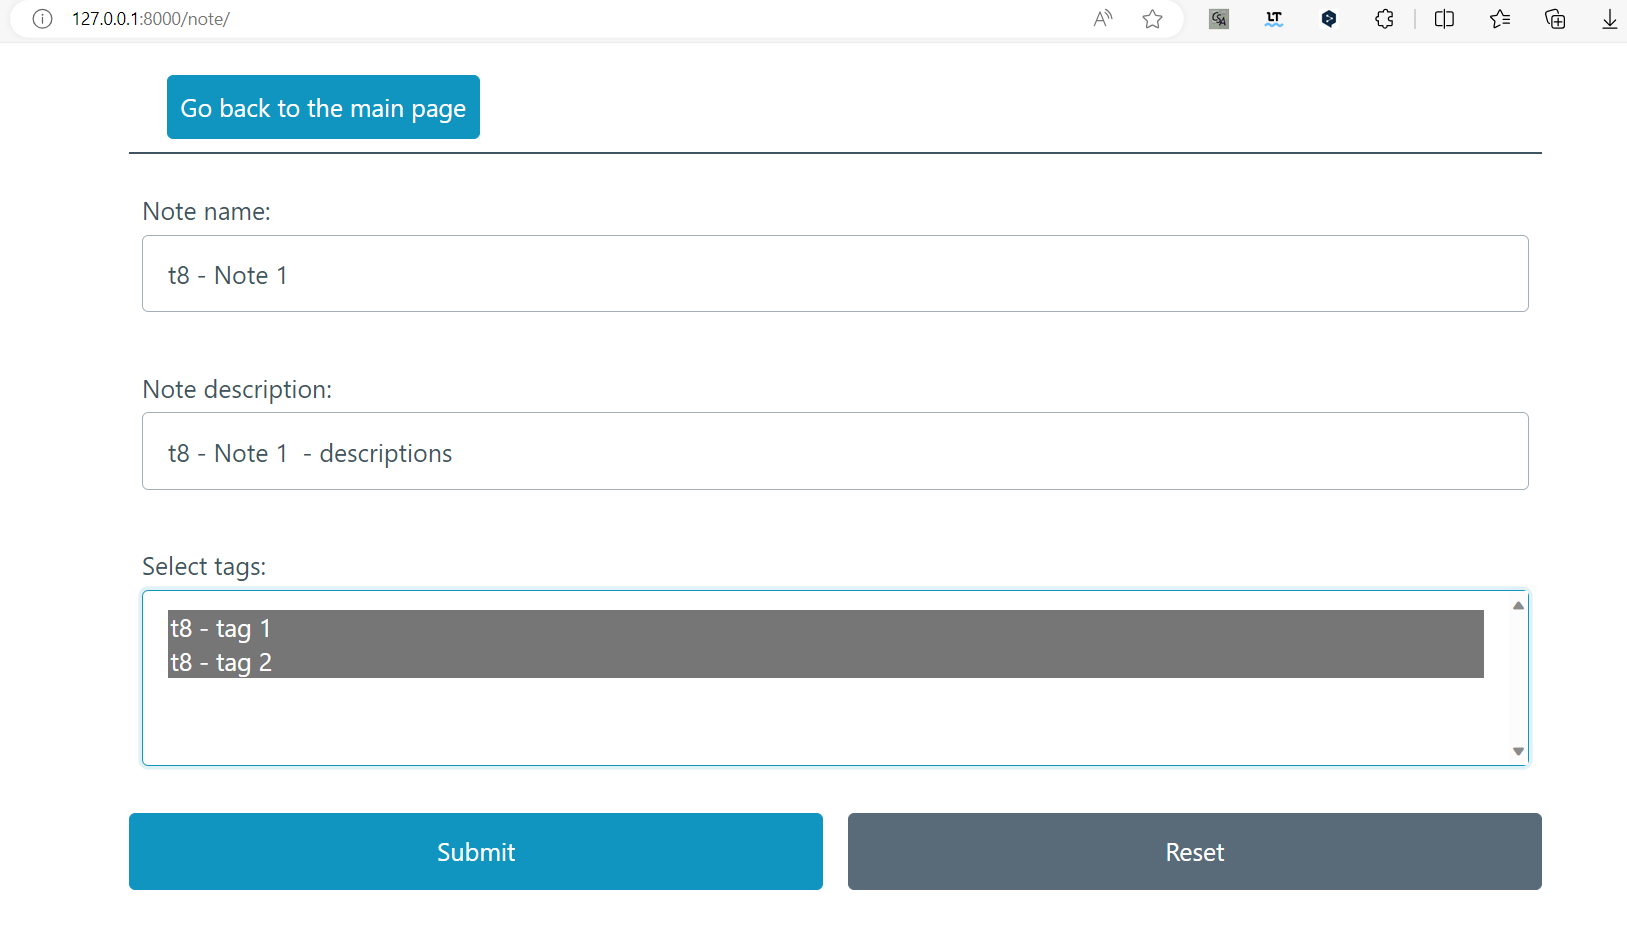 127.0.0.1:8000/note/
Go back to the main page
Note name:
t8 - Note 1
Note description:
t8 - Note 1  - descriptions
Select tags:
t8 - tag 1
t8 - tag 2
Submit
Reset